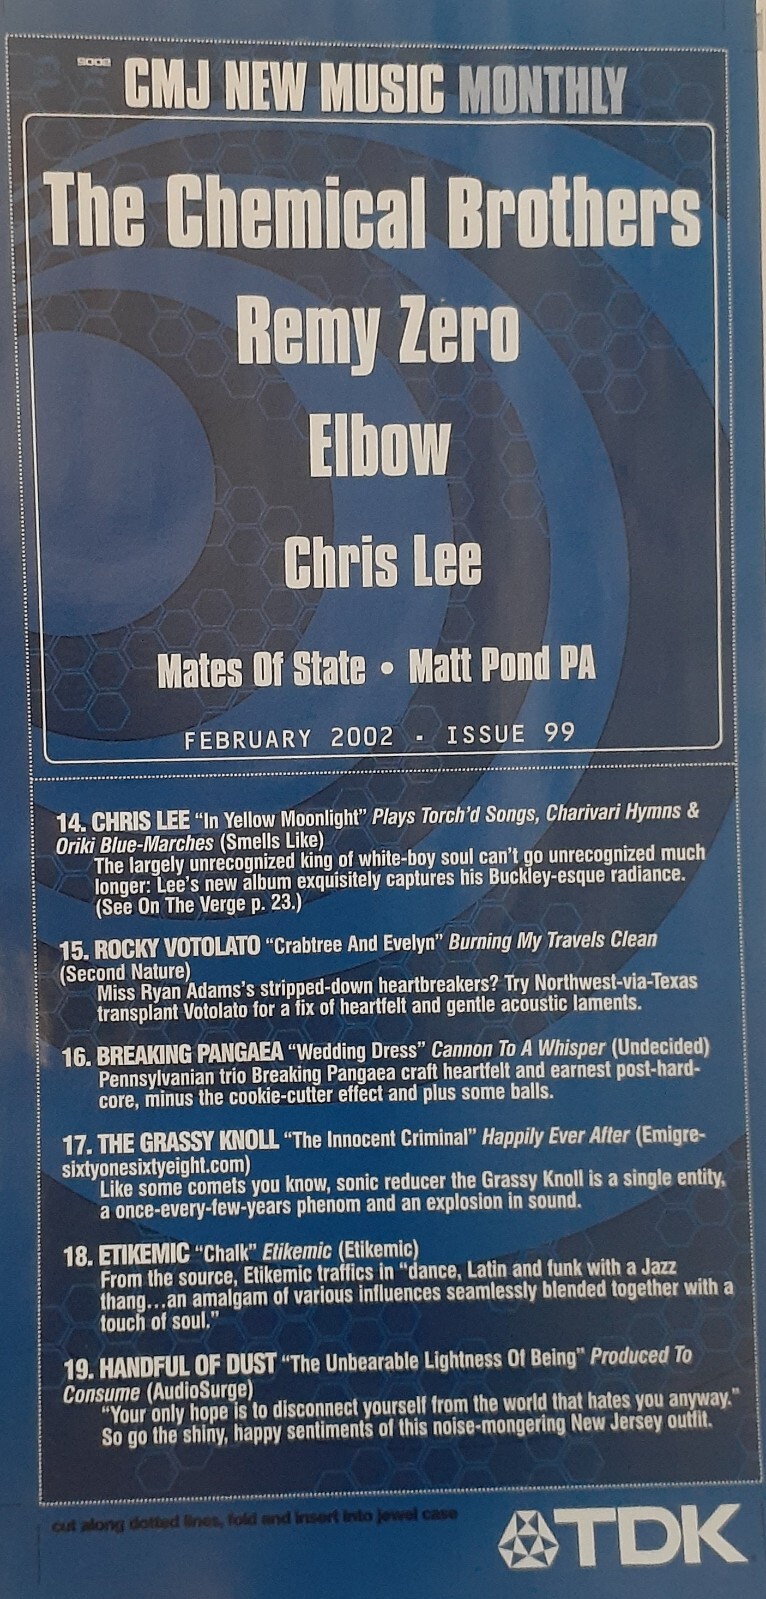 CMJ NEW MUSIC MONTHLY
The Chemical Brothers
Remy Zero
Elbow
Chris Lee
Mates Of State • Matt Pond PA
FEBRUARY 2002 - ISSUE 99
14. CHRIS LEE “In Yellow Moonlight” Plays Torch’d Songs, Charivari Hymns &
Oriki Blue-Marches (Smells Like)
The largely unrecognized king of white-boy soul can’t go unrecognized much
longer: Lee’s new album exquisitely captures his Buckley-esque radiance.
(See On The Verge p. 23.)
15. ROCKY VOTOLATO “Crabtree And Evelyn” Burning My Travels Clean
(Second Nature)
Miss Ryan Adams’s stripped-down heartbreakers? Try Northwest-via-Texas
transplant Votolato for a fix of heartfelt and gentle acoustic laments.
16. BREAKING PANGAEA “Wedding Dress” Cannon To A Whisper (Undecided)
Pennsylvanian trio Breaking Pangaea craft heartfelt and earnest post-hard-
core, minus the cookie-cutter effect and plus some balls.
17. THE GRASSY KNOLL “The Innocent Criminal” Happily Ever After (Emigre-
sixtyonesixtyeight.com)
Like some comets you know, sonic reducer the Grassy Knoll is a single entity,
a once-every-few-years phenom and an explosion in sound.
18. ETIKEMIC “Chalk” Etikemic (Etikemic)
From the source, Etikemic traffics in “dance, Latin and funk with a Jazz
thang...an amalgam of various influences seamlessly blended together with a
touch of soul.”
19. HANDFUL OF DUST “The Unbearable Lightness Of Being” Produced To
Consume (AudioSurge)
“Your only hope is to disconnect yourself from the world that hates you anyway.”
So go the shiny, happy sentiments of this noise-mongering New Jersey outfit.
cut along dotted lines, fold and insert into jewel case
TDK